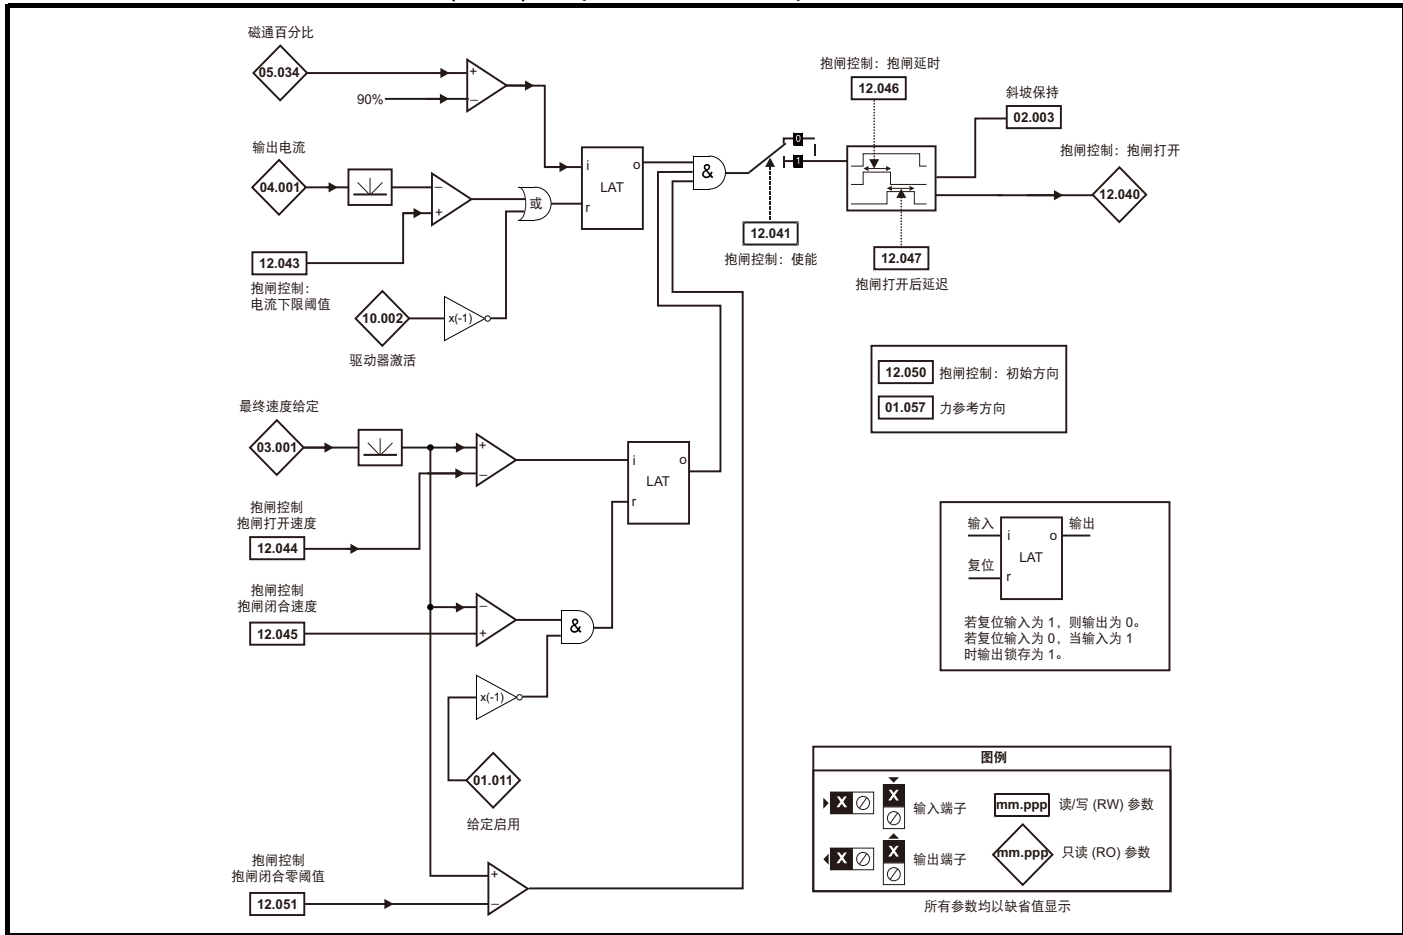 磁通百分比
05.034
+
90%
–
输出电流
04.001
–
+
12.043
抱闸控制：
电流下限阈值
或
i
o
LAT
r
10.002
x(-1)
驱动器激活
&
0
1
12.041
抱闸控制：使能
抱闸控制：抱闸延时
12.046
12.047
抱闸打开后延迟
斜坡保持
02.003
抱闸控制：抱闸打开
12.040
12.050 抱闸控制：初始方向
01.057 力参考方向
最终速度给定
03.001
+
–
抱闸控制
抱闸打开速度
12.044
i
o
LAT
r
抱闸控制
抱闸闭合速度
12.045
–
+
&
x(-1)
01.011
给定启用
抱闸控制
抱闸闭合零阈值
12.051
+
–
输入
i
o
输出
LAT
复位
r
若复位输入为 1，则输出为 0。
若复位输入为 0，当输入为 1
时输出锁存为 1。
图例
X X 输入端子
mm.ppp 读/写 (RW) 参数
X X 输出端子
mm.ppp 只读 (RO) 参数
所有参数均以缺省值显示